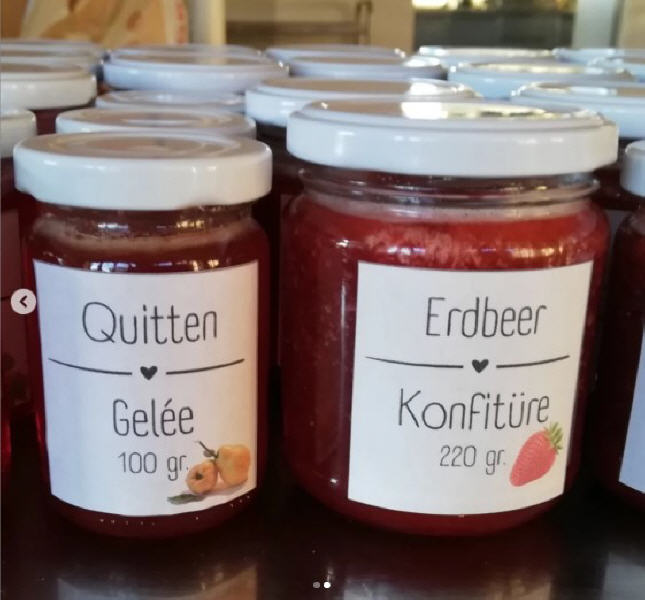 Quitten
Gelée
100 gr.
Erdbeer
Konfitüre
220 gr.